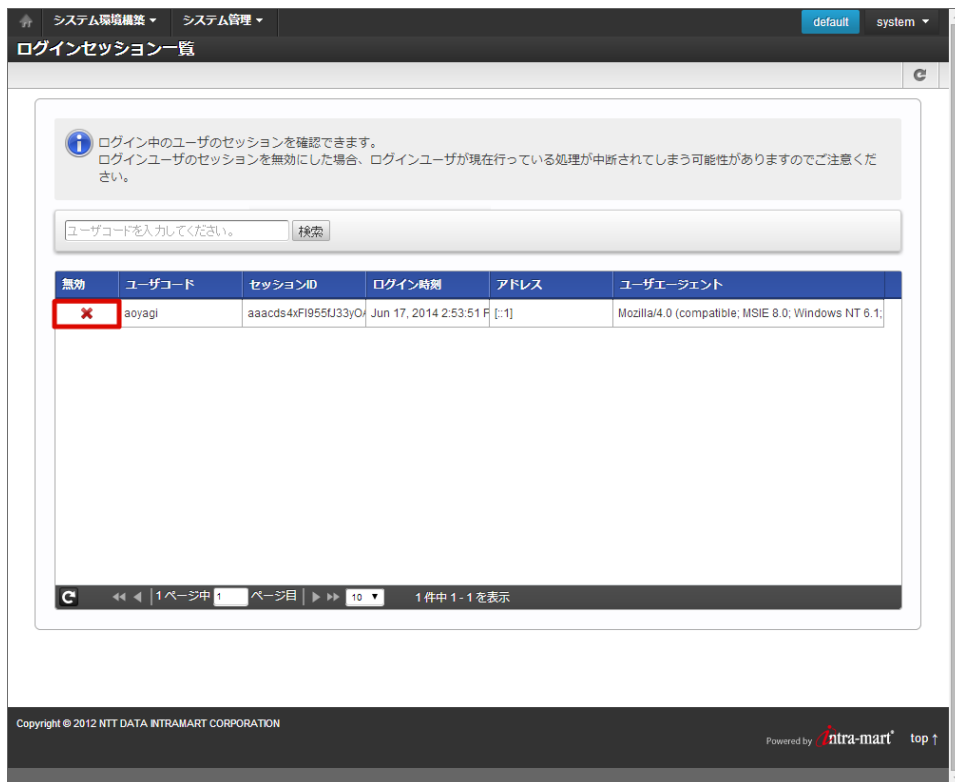 システム環境構築 ▼ システム管理 ▼ default system ▼
ログインセッション一覧
ログイン中のユーザのセッションを確認できます。
ログインユーザのセッションを無効にした場合、ログインユーザが現在行っている処理が中断されてしまう可能性がありますのでご注意くだ
さい。
ユーザコードを入力してください。 検索
無効 ユーザコード セッションID ログイン時刻 アドレス ユーザエージェント
aoyagi Jun 17, 2014 2:53:51 [::1] Mozilla/4.0 (compatible; MSIE 8.0; Windows NT 6.1;
1 ページ中 1 ページ目 10 ▼ 1 件中 1 - 1 を表示
Copyright © 2012 NTT DATA INTRAMART CORPORATION
Powered by intra-mart® top ↑